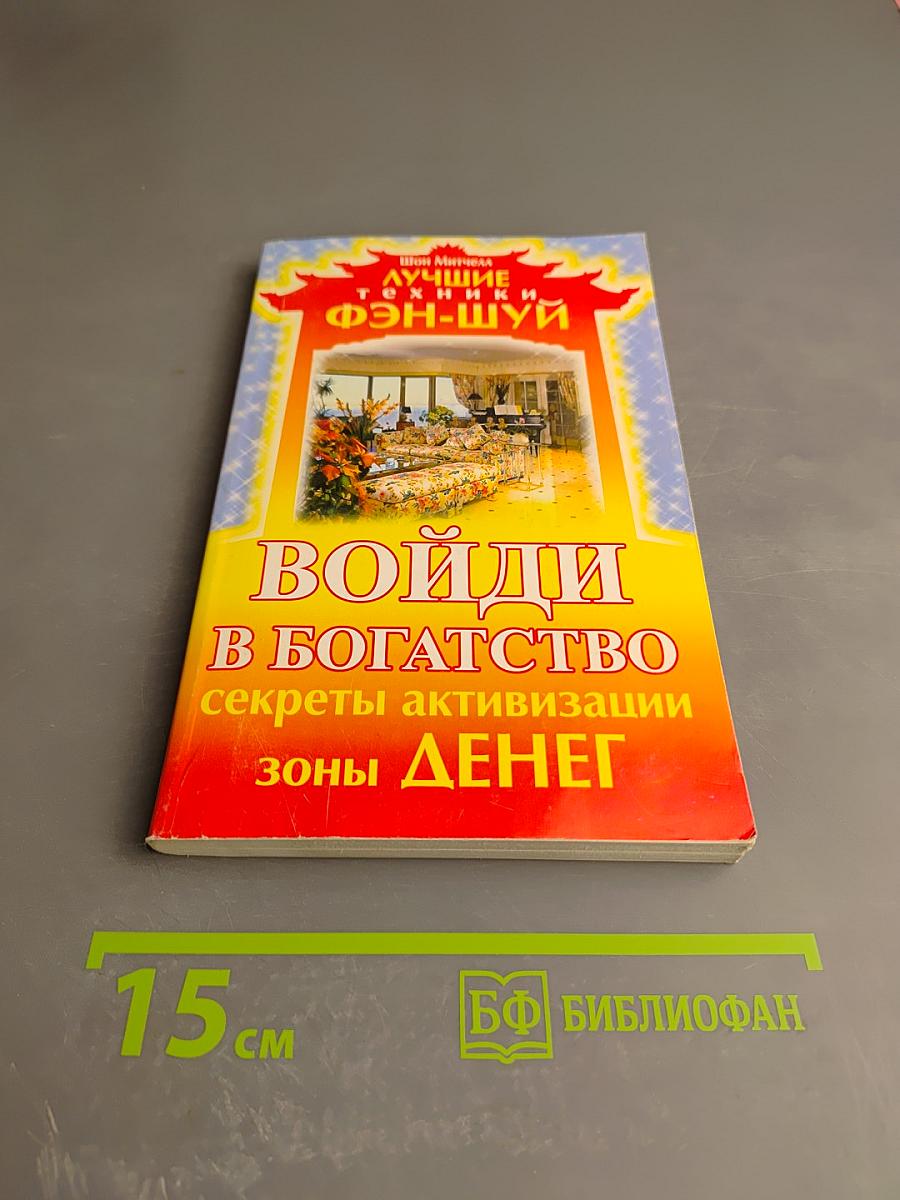 Шон Митчелл
ЛУЧШИЕ
техники
ФЭН-ШУЙ
ВОЙДИ
В БОГАТСТВО
секреты активизации
зоны ДЕНЕГ
15 см
БФ БИБЛИОФАН